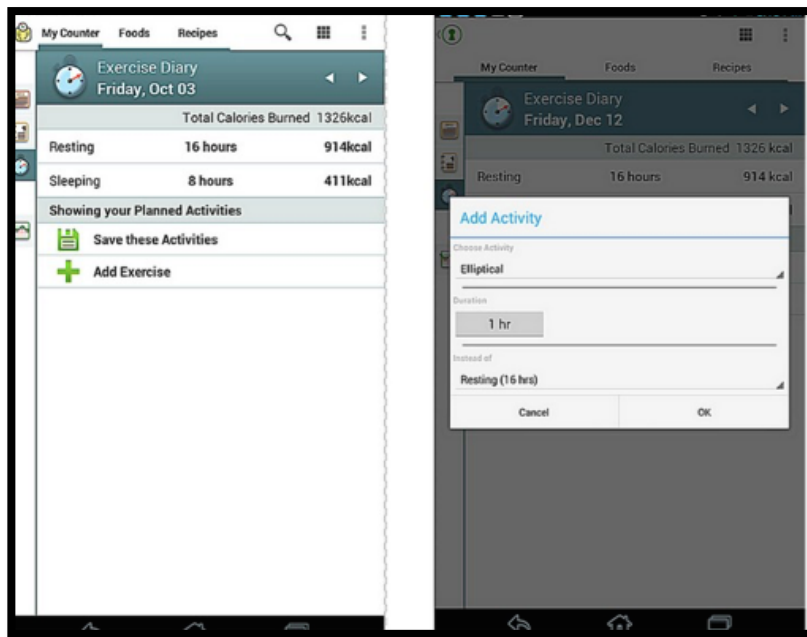 My Counter Foods Recipes
Exercise Diary
Friday, Oct 03
Total Calories Burned 1326kcal
Resting 16 hours 914kcal
Sleeping 8 hours 411kcal
Showing your Planned Activities
Save these Activities
Add Exercise
My Counter Foods Recipes
Exercise Diary
Friday, Dec 12
Total Calories Burned 1326 kcal
Resting 16 hours 914 kcal
Add Activity
Choose Activity
Elliptical
Duration
1 hr
Instead of
Resting (16 hrs)
Cancel OK